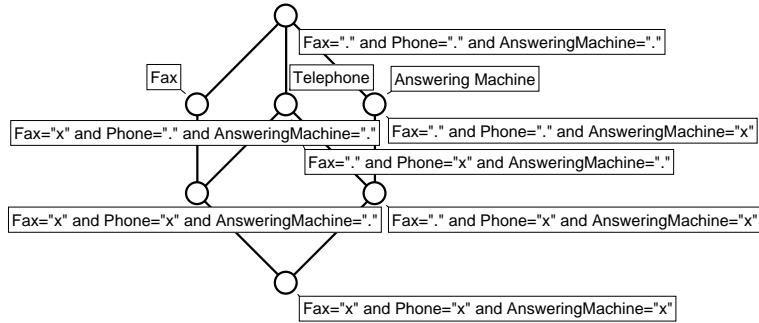 Fax="." and Phone="." and AnsweringMachine="."
Fax
Telephone
Answering Machine
Fax="x" and Phone="." and AnsweringMachine="."
Fax="." and Phone="." and AnsweringMachine="x"
Fax="." and Phone="x" and AnsweringMachine="."
Fax="x" and Phone="x" and AnsweringMachine="."
Fax="." and Phone="x" and AnsweringMachine="x"
Fax="x" and Phone="x" and AnsweringMachine="x"